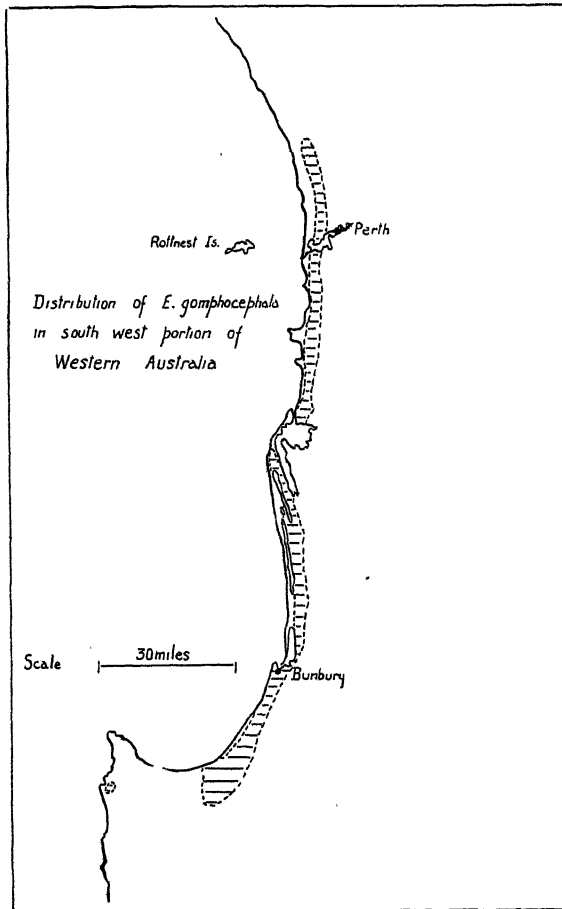 Perth
Rottnest Is.
Distribution of E. gomphocephala
in south west portion of
Western Australia
Scale
30miles
Bunbury